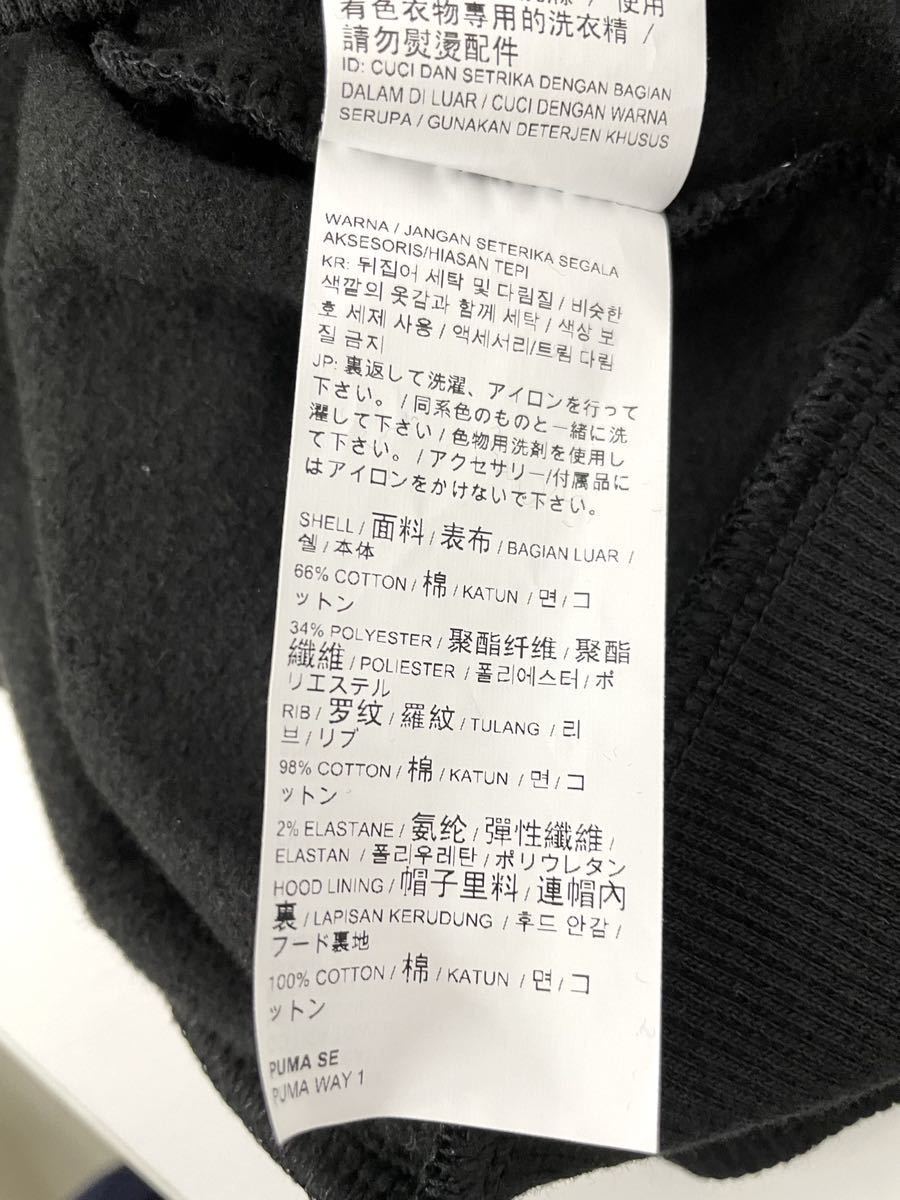 使用
有色衣物專用的洗衣精 /
請勿熨燙配件
ID: CUCI DAN SETRIKA DENGAN BAGIAN
DALAM DI LUAR / CUCI DENGAN WARNA
SERUPA / GUNAKAN DETERJEN KHUSUS
WARNA / JANGAN SETERIKA SEGALA
AKSESORIS/HIASAN TEPI
KR: 뒤집어 세탁 및 다림질 / 비슷한
색깔의 옷감과 함께 세탁 / 색상 보
호 세제 사용 / 액세서리/트림 다림
질 금지
JP: 裏返して洗濯、アイロンを行って
下さい。 / 同系色のものと一緒に洗
濯して下さい / 色物用洗剤を使用し
て下さい。 / アクセサリー/付属品に
はアイロンをかけないで下さい。
SHELL / 面料 / 表布 / BAGIAN LUAR /
쉘 / 本体
66% COTTON / 棉 / KATUN / 면 / コ
ットン
34% POLYESTER / 聚酯纤维 / 聚酯
纖維 / POLIESTER / 폴리에스터 / ポ
リエステル
RIB / 罗纹 / 羅紋 / TULANG / 리
브 / リブ
98% COTTON / 棉 / KATUN / 면 / コ
ットン
2% ELASTANE / 氨纶 / 彈性纖維 /
ELASTAN / 폴리우레탄 / ポリウレタン
HOOD LINING / 帽子里料 / 連帽內
裏 / LAPISAN KERUDUNG / 후드 안감 /
フード裏地
100% COTTON / 棉 / KATUN / 면 / コ
ットン
PUMA SE
PUMA WAY 1